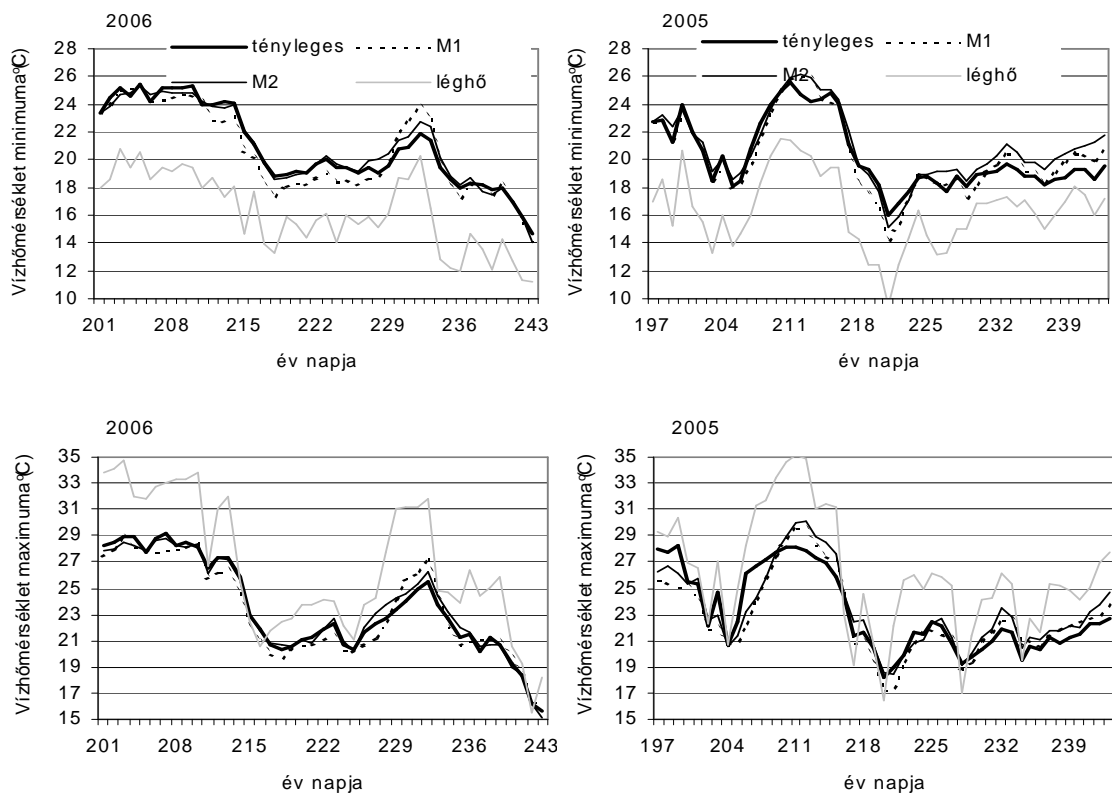 2006
tényleges
M1
M2
léghő
Vízhőmérséklet minimuma ºC
28
26
24
22
20
18
16
14
12
10
201 208 215 222 229 236 243
év napja
2005
tényleges
M1
M2
léghő
Vízhőmérséklet minimuma ºC
28
26
24
22
20
18
16
14
12
10
197 204 211 218 225 232 239
év napja
2006
Vízhőmérséklet maximuma ºC
35
33
31
29
27
25
23
21
19
17
15
201 208 215 222 229 236 243
év napja
2005
Vízhőmérséklet maximuma ºC
35
33
31
29
27
25
23
21
19
17
15
197 204 211 218 225 232 239
év napja